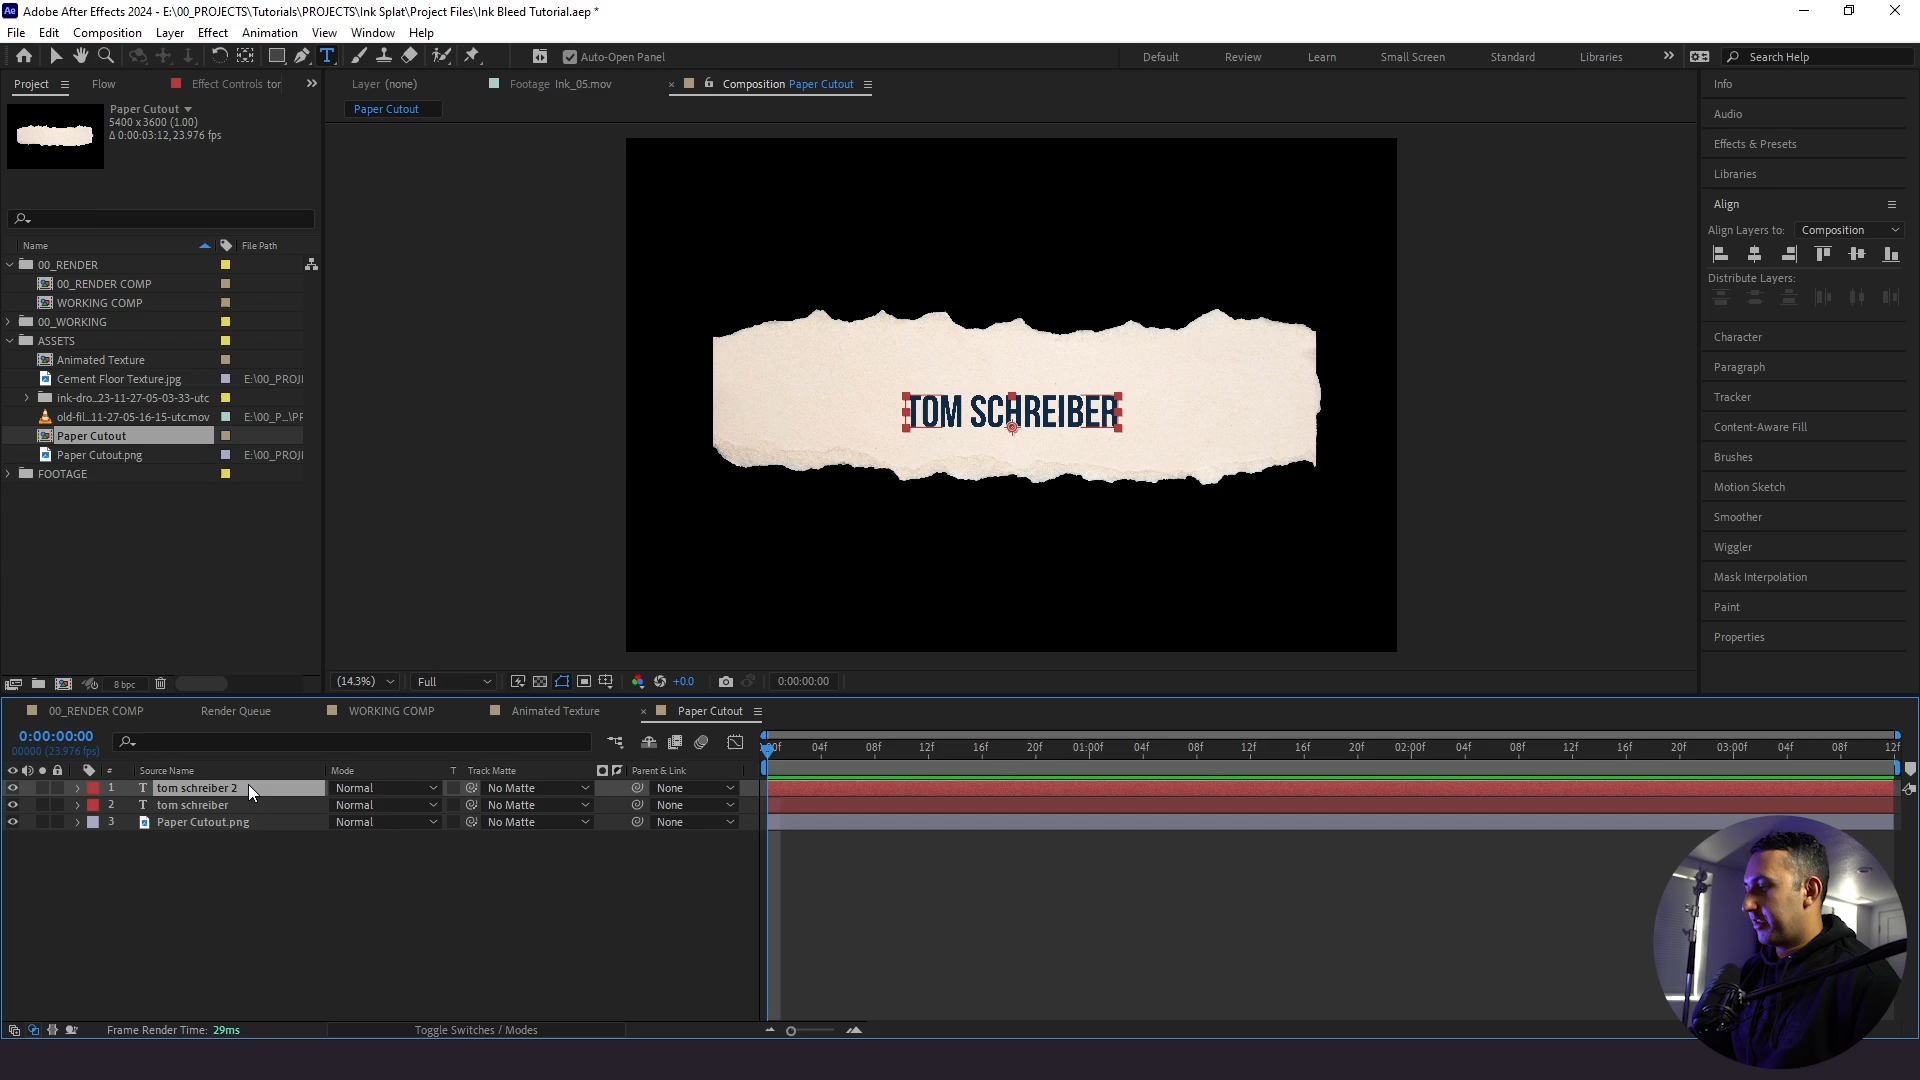 Adobe After Effects 2024 - E:\00_PROJECTS\Tutorials\PROJECTS\Ink Splat\Project Files\Ink Bleed Tutorial.aep *
File Edit Composition Layer Effect Animation View Window Help
Auto-Open Panel Default Review Learn Small Screen Standard Libraries Search Help
Project Flow Effect Controls tor Layer (none) Footage Ink_05.mov Composition Paper Cutout Info
Paper Cutout
5400 x 3600 (1.00)
Δ 0:00:03:12, 23.976 fps
Paper Cutout
Audio
Effects & Presets
Libraries
Align
Align Layers to: Composition
Distribute Layers:
Character
Paragraph
Tracker
Content-Aware Fill
Brushes
Motion Sketch
Smoother
Wiggler
Mask Interpolation
Paint
Properties
Name File Path
00_RENDER
00_RENDER COMP
WORKING COMP
00_WORKING
ASSETS
Animated Texture
Cement Floor Texture.jpg E:\00_PROJ
ink-dro...23-11-27-05-03-33-utc
old-fil...11-27-05-16-15-utc.mov E:\00_P...\PF
Paper Cutout
Paper Cutout.png E:\00_PROJ
FOOTAGE
TOM SCHREIBER
8 bpc (14.3%) Full +0.0 0:00:00:00
00_RENDER COMP Render Queue WORKING COMP Animated Texture Paper Cutout
0:00:00:00
00000 (23.976 fps)
04f 08f 12f 16f 20f 01:00f 04f 08f 12f 16f 20f 02:00f 04f 08f 12f 16f 20f 03:00f 04f 08f 12f
# Source Name Mode T Track Matte Parent & Link
1 T tom schreiber 2 Normal No Matte None
2 T tom schreiber Normal No Matte None
3 Paper Cutout.png Normal No Matte None
Frame Render Time: 29ms Toggle Switches / Modes